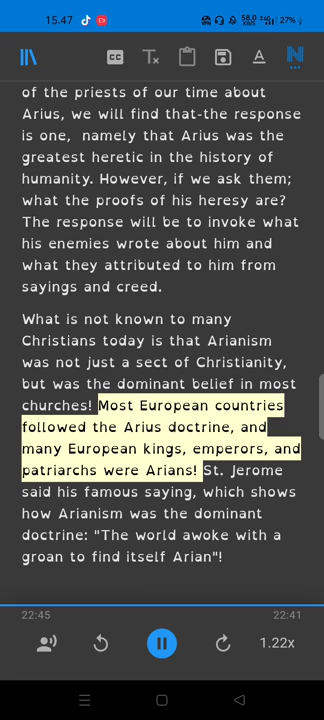 15.47
58.0 KB/S
27%
CC
of the priests of our time about
Arius, we will find that-the response
is one, namely that Arius was the
greatest heretic in the history of
humanity. However, if we ask them;
what the proofs of his heresy are?
The response will be to invoke what
his enemies wrote about him and
what they attributed to him from
sayings and creed.
What is not known to many
Christians today is that Arianism
was not just a sect of Christianity,
but was the dominant belief in most
churches! Most European countries
followed the Arius doctrine, and
many European kings, emperors, and
patriarchs were Arians! St. Jerome
said his famous saying, which shows
how Arianism was the dominant
doctrine: "The world awoke with a
groan to find itself Arian"!
22:45
22:41
1.22x